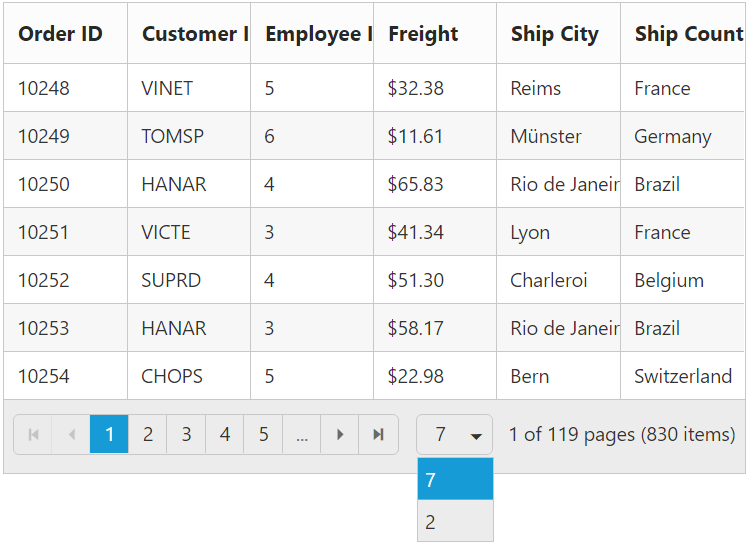 Order ID Customer I Employee I Freight Ship City Ship Count
10248 VINET 5 $32.38 Reims France
10249 TOMSP 6 $11.61 Münster Germany
10250 HANAR 4 $65.83 Rio de Janeir Brazil
10251 VICTE 3 $41.34 Lyon France
10252 SUPRD 4 $51.30 Charleroi Belgium
10253 HANAR 3 $58.17 Rio de Janeir Brazil
10254 CHOPS 5 $22.98 Bern Switzerland
1 2 3 4 5 ... 7 1 of 119 pages (830 items)
7
2